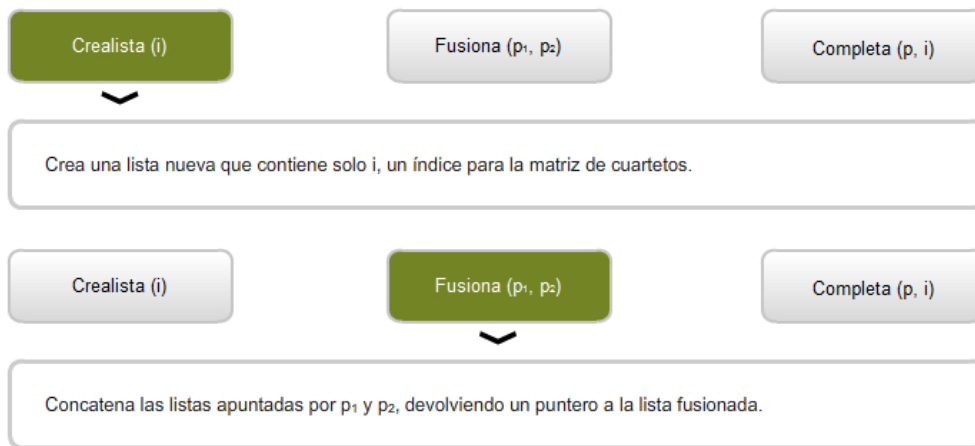 Crealista (i)
Fusiona (p₁, p₂)
Completa (p, i)
Crea una lista nueva que contiene solo i, un índice para la matriz de cuartetos.
Crealista (i)
Fusiona (p₁, p₂)
Completa (p, i)
Concatena las listas apuntadas por p₁ y p₂, devolviendo un puntero a la lista fusionada.